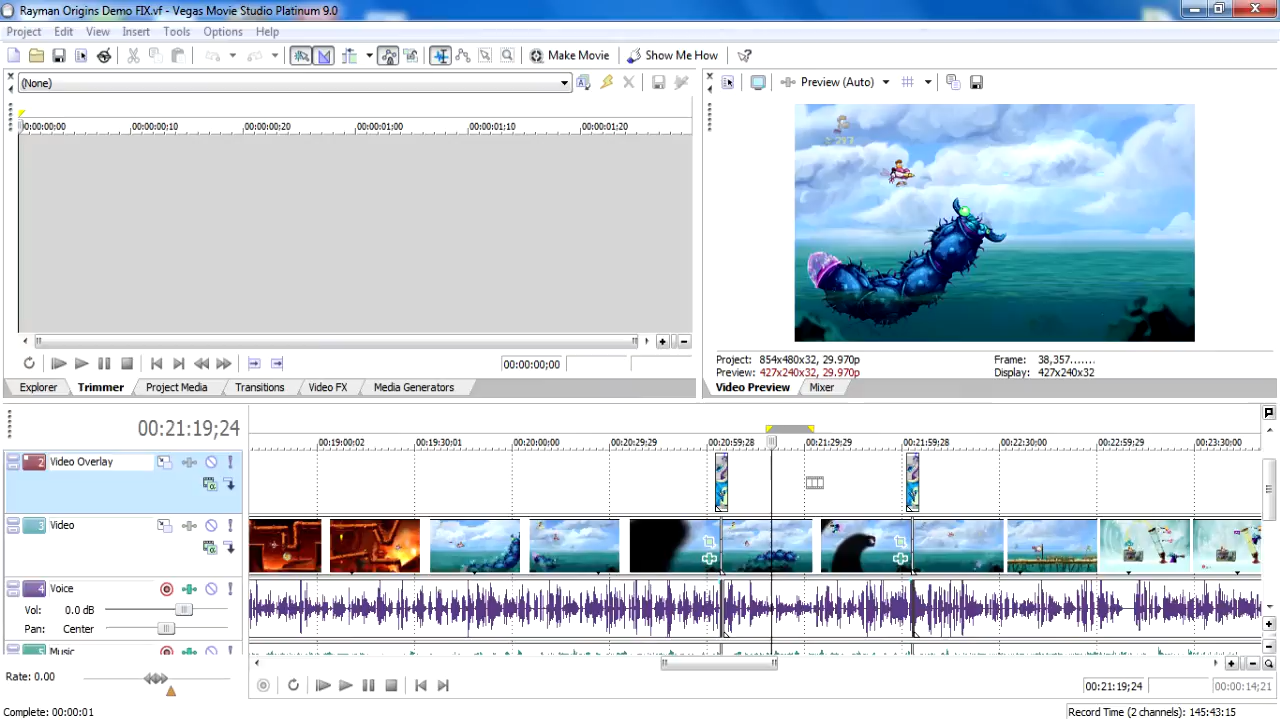 Rayman Origins Demo FIX.vf - Vegas Movie Studio Platinum 9.0
Project Edit View Insert Tools Options Help
Make Movie Show Me How
(None)
Preview (Auto)
00:00:00:00 00:00:00:10 00:00:00:20 00:00:01:00 00:00:01:10 00:00:01:20
00:00:00;00
Project: 854x480x32, 29.970p
Frame: 38,357.......
Preview: 427x240x32, 29.970p
Display: 427x240x32
Explorer Trimmer Project Media Transitions Video FX Media Generators
Video Preview Mixer
00:21:19;24
00:19:00:02 00:19:30:01 00:20:00:00 00:20:29:29 00:20:59:28 00:21:29:29 00:21:59:28 00:22:30:00 00:22:59:29 00:23:30:00
2 Video Overlay
3 Video
4 Voice
Vol: 0.0 dB
Pan: Center
5 Music
Rate: 0.00
00:21:19;24
00:00:14;21
Complete: 00:00:01
Record Time (2 channels): 145:43:15